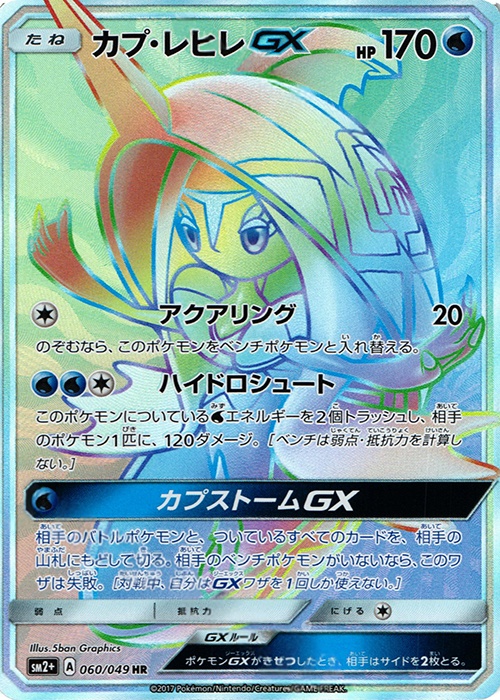 たね カプ・レヒレGX HP170
アクアリング 20
のぞむなら、このポケモンをベンチポケモンと入れ替える。
ハイドロシュート
このポケモンについているエネルギーを2個トラッシュし、相手
のポケモン1匹に、120ダメージ。[ベンチは弱点・抵抗力を計算し
ない。]
カプストームGX
相手のバトルポケモンと、ついているすべてのカードを、相手の
山札にもどして切る。相手のベンチポケモンがいないなら、このワ
ザは失敗。[対戦中、自分はGXワザを1回しか使えない。]
弱点 抵抗力 にげる
Illus. 5ban Graphics
GXルール
SM2+ A 060/049 HR
ポケモンGXがきぜつしたとき、相手はサイドを2枚とる。
©2017 Pokémon/Nintendo/Creatures/GAME FREAK.